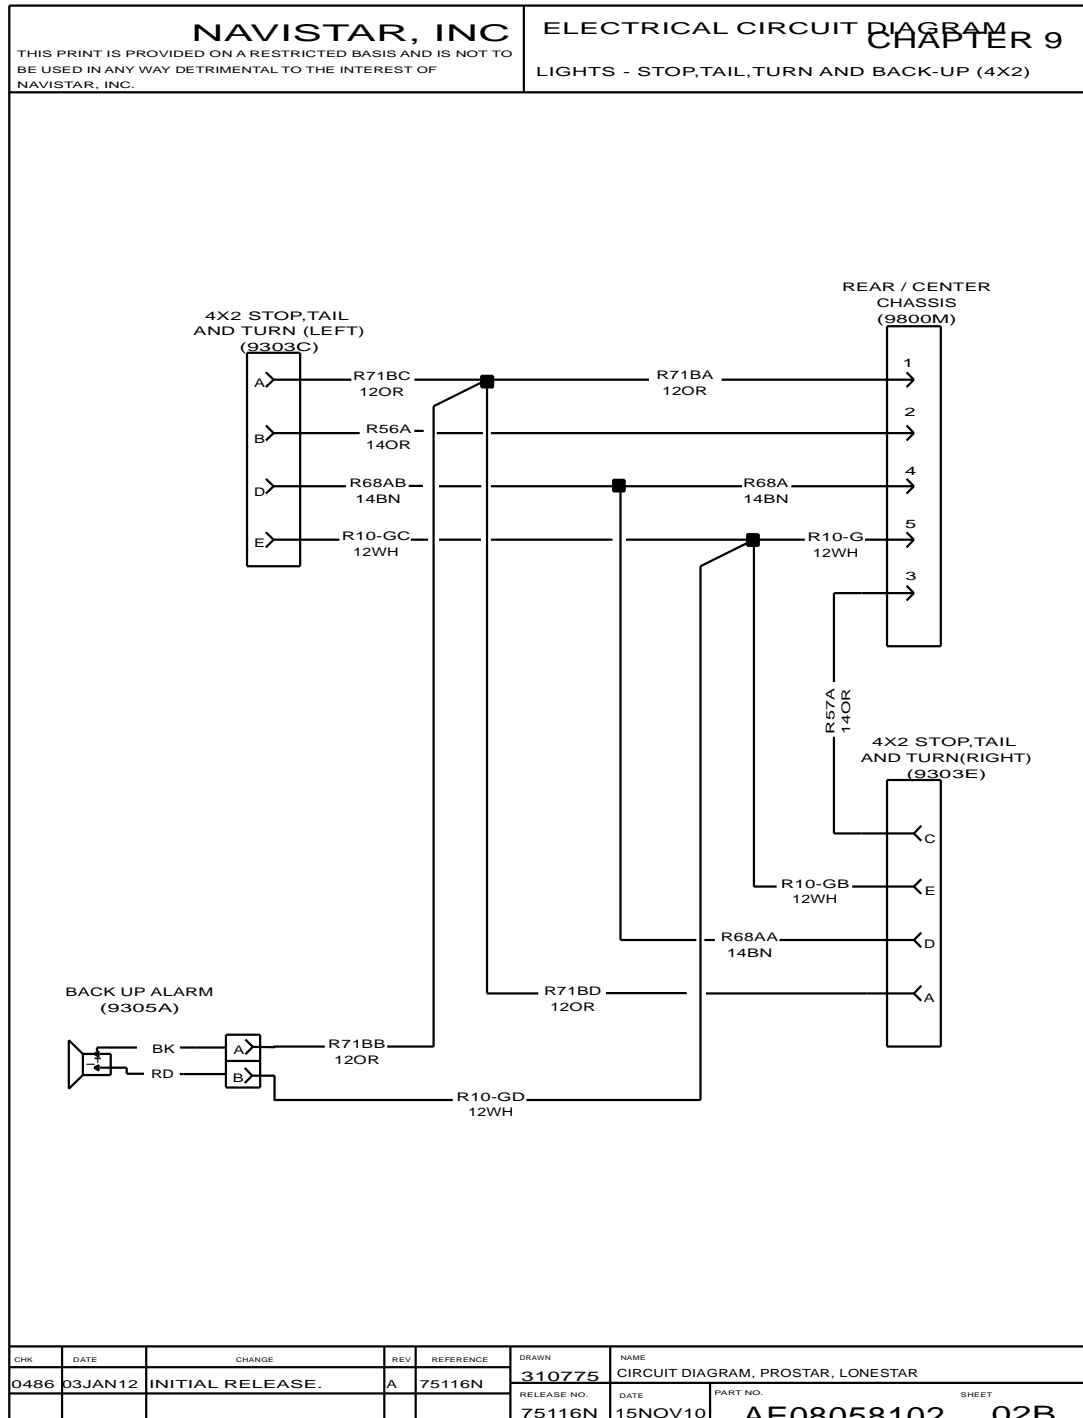 NAVISTAR, INC
THIS PRINT IS PROVIDED ON A RESTRICTED BASIS AND IS NOT TO
BE USED IN ANY WAY DETRIMENTAL TO THE INTEREST OF
NAVISTAR, INC.
ELECTRICAL CIRCUIT DIAGRAM
CHAPTER 9
LIGHTS - STOP,TAIL,TURN AND BACK-UP (4X2)
REAR / CENTER
CHASSIS
(9800M)
4X2 STOP,TAIL
AND TURN (LEFT)
(9303C)
A
R71BC
12OR
R71BA
12OR
1
B
R56A
14OR
2
D
R68AB
14BN
R68A
14BN
4
E
R10-GC
12WH
R10-G
12WH
5
3
R57A
14OR
4X2 STOP,TAIL
AND TURN(RIGHT)
(9303E)
C
R10-GB
12WH
E
R68AA
14BN
D
R71BD
12OR
A
BACK UP ALARM
(9305A)
BK
A
R71BB
12OR
RD
B
R10-GD
12WH
CHK DATE CHANGE REV REFERENCE
0486 03JAN12 INITIAL RELEASE. A 75116N
DRAWN
310775
NAME
CIRCUIT DIAGRAM, PROSTAR, LONESTAR
RELEASE NO.
75116N
DATE
15NOV10
PART NO.
AE08058102
SHEET
02B